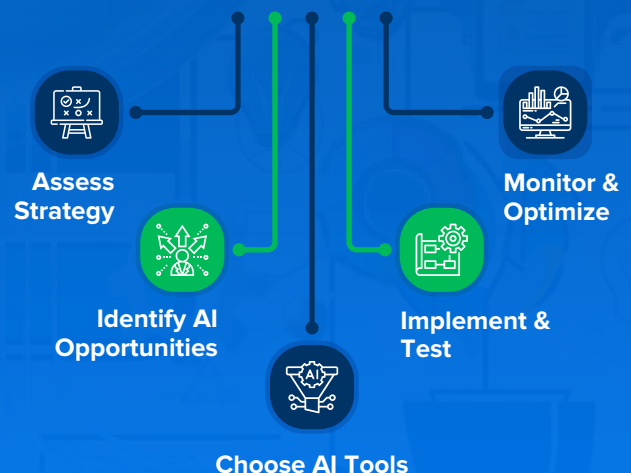 Assess
Strategy
Identify AI
Opportunities
AI
Choose AI Tools
Implement &
Test
Monitor &
Optimize